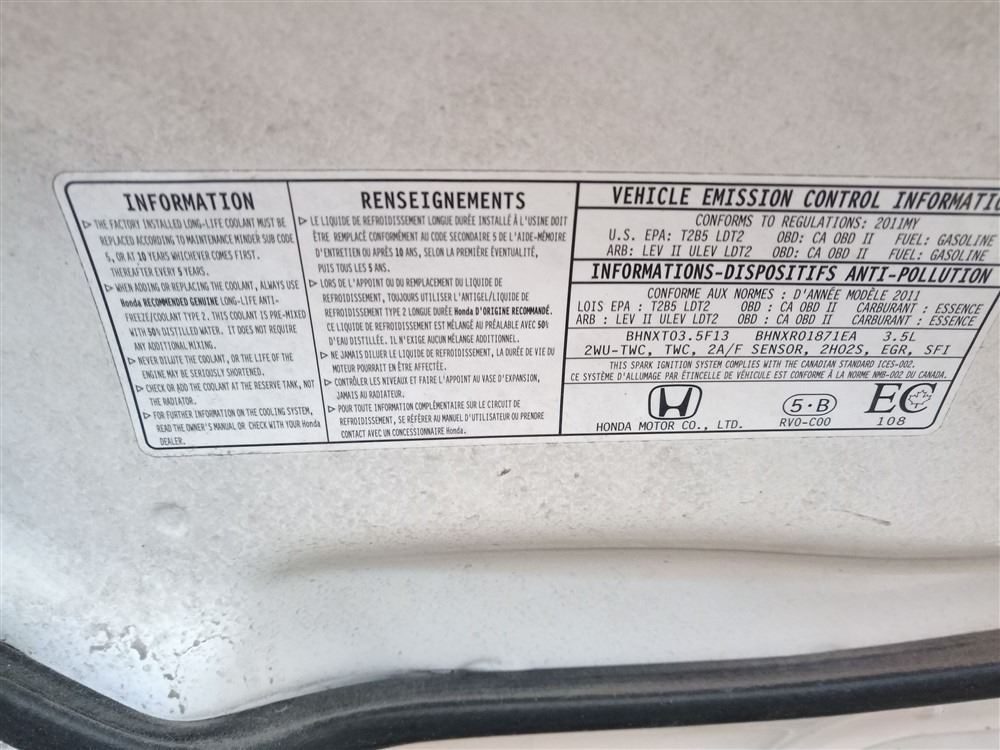 INFORMATION
▷ THE FACTORY INSTALLED LONG-LIFE COOLANT MUST BE
REPLACED ACCORDING TO MAINTENANCE MINDER SUB CODE
5, OR AT 10 YEARS WHICHEVER COMES FIRST.
THEREAFTER EVERY 5 YEARS.
▷ WHEN ADDING OR REPLACING THE COOLANT, ALWAYS USE
Honda RECOMMENDED GENUINE LONG-LIFE ANTI-
FREEZE/COOLANT TYPE 2. THIS COOLANT IS PRE-MIXED
WITH 50% DISTILLED WATER. IT DOES NOT REQUIRE
ANY ADDITIONAL MIXING.
▷ NEVER DILUTE THE COOLANT, OR THE LIFE OF THE
ENGINE MAY BE SERIOUSLY SHORTENED.
▷ CHECK OR ADD THE COOLANT AT THE RESERVE TANK, NOT
THE RADIATOR.
▷ FOR FURTHER INFORMATION ON THE COOLING SYSTEM,
READ THE OWNER'S MANUAL OR CHECK WITH YOUR Honda
DEALER.
RENSEIGNEMENTS
▷ LE LIQUIDE DE REFROIDISSEMENT LONGUE DURÉE INSTALLÉ À L'USINE DOIT
ÊTRE REMPLACÉ CONFORMÉMENT AU CODE SECONDAIRE 5 DE L'AIDE-MÉMOIRE
D'ENTRETIEN OU APRÈS 10 ANS, SELON LA PREMIÈRE ÉVENTUALITÉ,
PUIS TOUS LES 5 ANS.
▷ LORS DE L'APPOINT OU DU REMPLACEMENT DU LIQUIDE DE
REFROIDISSEMENT, TOUJOURS UTILISER L'ANTIGEL/LIQUIDE DE
REFROIDISSEMENT TYPE 2 LONGUE DURÉE Honda D'ORIGINE RECOMMANDÉ.
CE LIQUIDE DE REFROIDISSEMENT EST MÉLANGÉ AU PRÉALABLE AVEC 50%
D'EAU DISTILLÉE. IL N'EXIGE AUCUN MÉLANGE ADDITIONNEL.
▷ NE JAMAIS DILUER LE LIQUIDE DE REFROIDISSEMENT, LA DURÉE DE VIE DU
MOTEUR POURRAIT EN ÊTRE AFFECTÉE.
▷ CONTRÔLER LES NIVEAUX ET FAIRE L'APPOINT AU VASE D'EXPANSION,
JAMAIS AU RADIATEUR.
▷ POUR TOUTE INFORMATION COMPLÉMENTAIRE SUR LE CIRCUIT DE
REFROIDISSEMENT, SE RÉFÉRER AU MANUEL D'UTILISATEUR OU PRENDRE
CONTACT AVEC UN CONCESSIONNAIRE Honda.
VEHICLE EMISSION CONTROL INFORMATIO
CONFORMS TO REGULATIONS: 2011MY
U.S. EPA: T2B5 LDT2 OBD: CA OBD II FUEL: GASOLINE
ARB: LEV II ULEV LDT2 OBD: CA OBD II FUEL: GASOLINE
INFORMATIONS-DISPOSITIFS ANTI-POLLUTION
CONFORME AUX NORMES : D'ANNÉE MODÈLE 2011
LOIS EPA : T2B5 LDT2 OBD : CA OBD II CARBURANT : ESSENCE
ARB : LEV II ULEV LDT2 OBD : CA OBD II CARBURANT : ESSENCE
BHNXT03.5F13 BHNXR01871EA 3.5L
2WU-TWC, TWC, 2A/F SENSOR, 2HO2S, EGR, SFI
THIS SPARK IGNITION SYSTEM COMPLIES WITH THE CANADIAN STANDARD ICES-002.
CE SYSTÈME D'ALLUMAGE PAR ÉTINCELLE DE VÉHICULE EST CONFORME À LA NORME NMB-002 DU CANADA.
HONDA MOTOR CO., LTD.
5·B
RV0-C00
EC
108